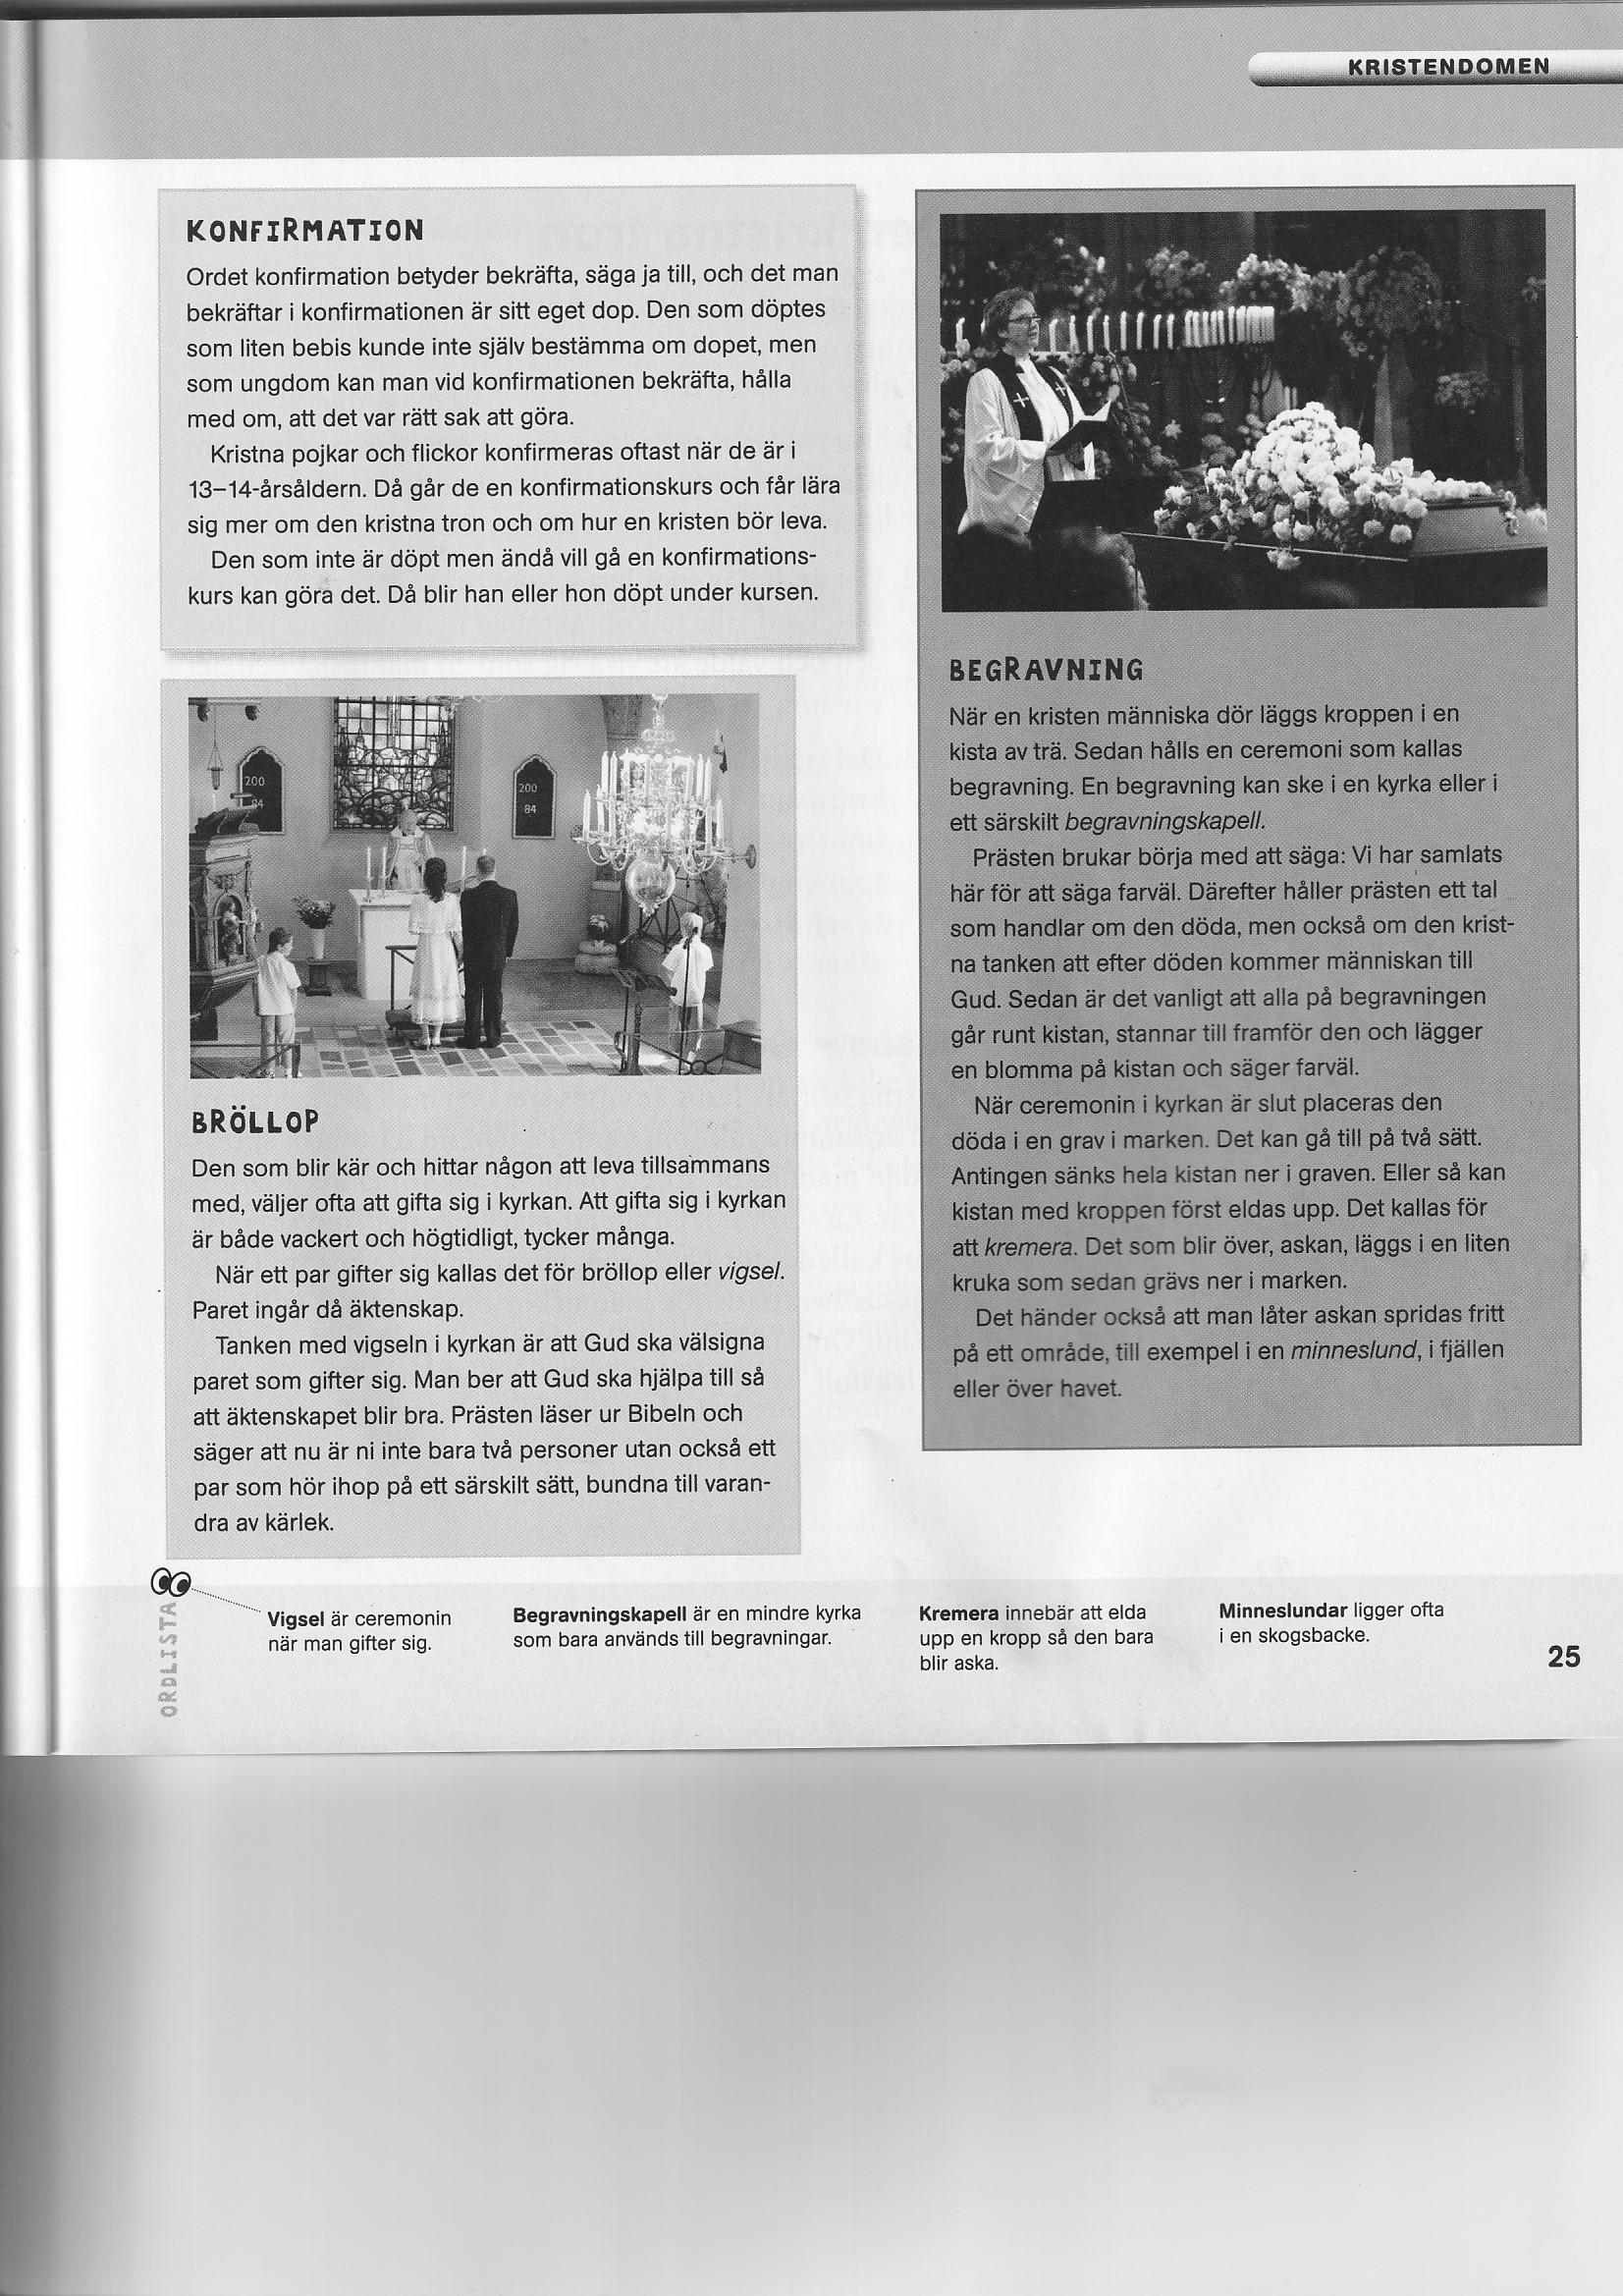 KRISTENDOMEN
KONFIRMATION
Ordet konfirmation betyder bekräfta, säga ja till, och det man
bekräftar i konfirmationen är sitt eget dop. Den som döptes
som liten bebis kunde inte själv bestämma om dopet, men
som ungdom kan man vid konfirmationen bekräfta, hålla
med om, att det var rätt sak att göra.
Kristna pojkar och flickor konfirmeras oftast när de är i
13–14-årsåldern. Då går de en konfirmationskurs och får lära
sig mer om den kristna tron och om hur en kristen bör leva.
Den som inte är döpt men ändå vill gå en konfirmations-
kurs kan göra det. Då blir han eller hon döpt under kursen.
200
84
200
84
BRÖLLOP
Den som blir kär och hittar någon att leva tillsammans
med, väljer ofta att gifta sig i kyrkan. Att gifta sig i kyrkan
är både vackert och högtidligt, tycker många.
När ett par gifter sig kallas det för bröllop eller vigsel.
Paret ingår då äktenskap.
Tanken med vigseln i kyrkan är att Gud ska välsigna
paret som gifter sig. Man ber att Gud ska hjälpa till så
att äktenskapet blir bra. Prästen läser ur Bibeln och
säger att nu är ni inte bara två personer utan också ett
par som hör ihop på ett särskilt sätt, bundna till varan-
dra av kärlek.
BEGRAVNING
När en kristen människa dör läggs kroppen i en
kista av trä. Sedan hålls en ceremoni som kallas
begravning. En begravning kan ske i en kyrka eller i
ett särskilt begravningskapell.
Prästen brukar börja med att säga: Vi har samlats
här för att säga farväl. Därefter håller prästen ett tal
som handlar om den döda, men också om den krist-
na tanken att efter döden kommer människan till
Gud. Sedan är det vanligt att alla på begravningen
går runt kistan, stannar till framför den och lägger
en blomma på kistan och säger farväl.
När ceremonin i kyrkan är slut placeras den
döda i en grav i marken. Det kan gå till på två sätt.
Antingen sänks hela kistan ner i graven. Eller så kan
kistan med kroppen först eldas upp. Det kallas för
att kremera. Det som blir över, askan, läggs i en liten
kruka som sedan grävs ner i marken.
Det händer också att man låter askan spridas fritt
på ett område, till exempel i en minneslund, i fjällen
eller över havet.
ORDLISTA
Vigsel är ceremonin
när man gifter sig.
Begravningskapell är en mindre kyrka
som bara används till begravningar.
Kremera innebär att elda
upp en kropp så den bara
blir aska.
Minneslundar ligger ofta
i en skogsbacke.
25